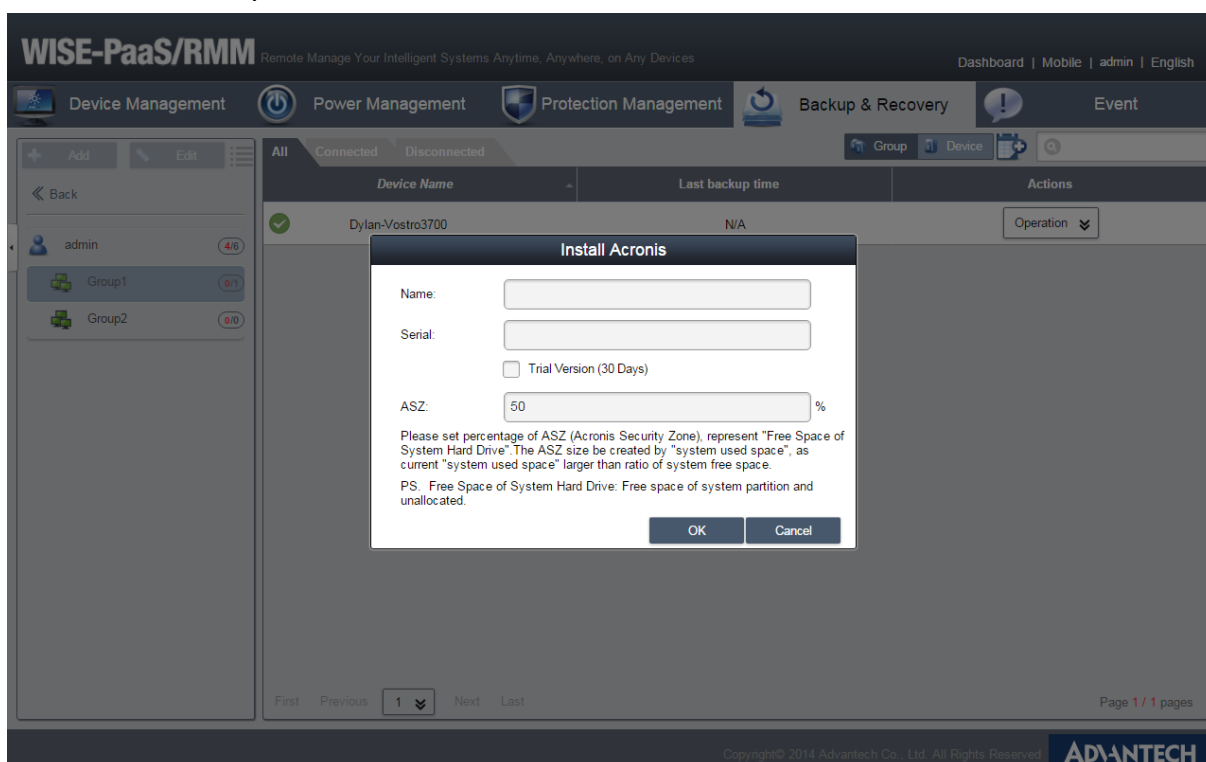 WISE-PaaS/RMM Remote Manage Your Intelligent Systems Anytime, Anywhere, on Any Devices
Dashboard | Mobile | admin | English
Device Management Power Management Protection Management Backup & Recovery Event
Add Edit All Connected Disconnected Group Device
Back
Device Name Last backup time Actions
Dylan-Vostro3700 N/A Operation
admin 4/6
Group1 0/1
Group2 0/0
Install Acronis
Name:
Serial:
Trial Version (30 Days)
ASZ: 50 %
Please set percentage of ASZ (Acronis Security Zone), represent "Free Space of
System Hard Drive".The ASZ size be created by "system used space", as
current "system used space" larger than ratio of system free space.
PS. Free Space of System Hard Drive: Free space of system partition and
unallocated.
OK Cancel
First Previous 1 Next Last Page 1 / 1 pages
Copyright© 2014 Advantech Co., Ltd. All Rights Reserved ADVANTECH